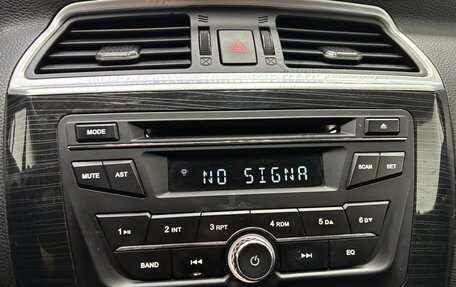 MODE
MUTE AST NO SIGNA SCAN SET
1 2 INT 3 RPT 4 RDM 5 D▲ 6 D▼
BAND EQ